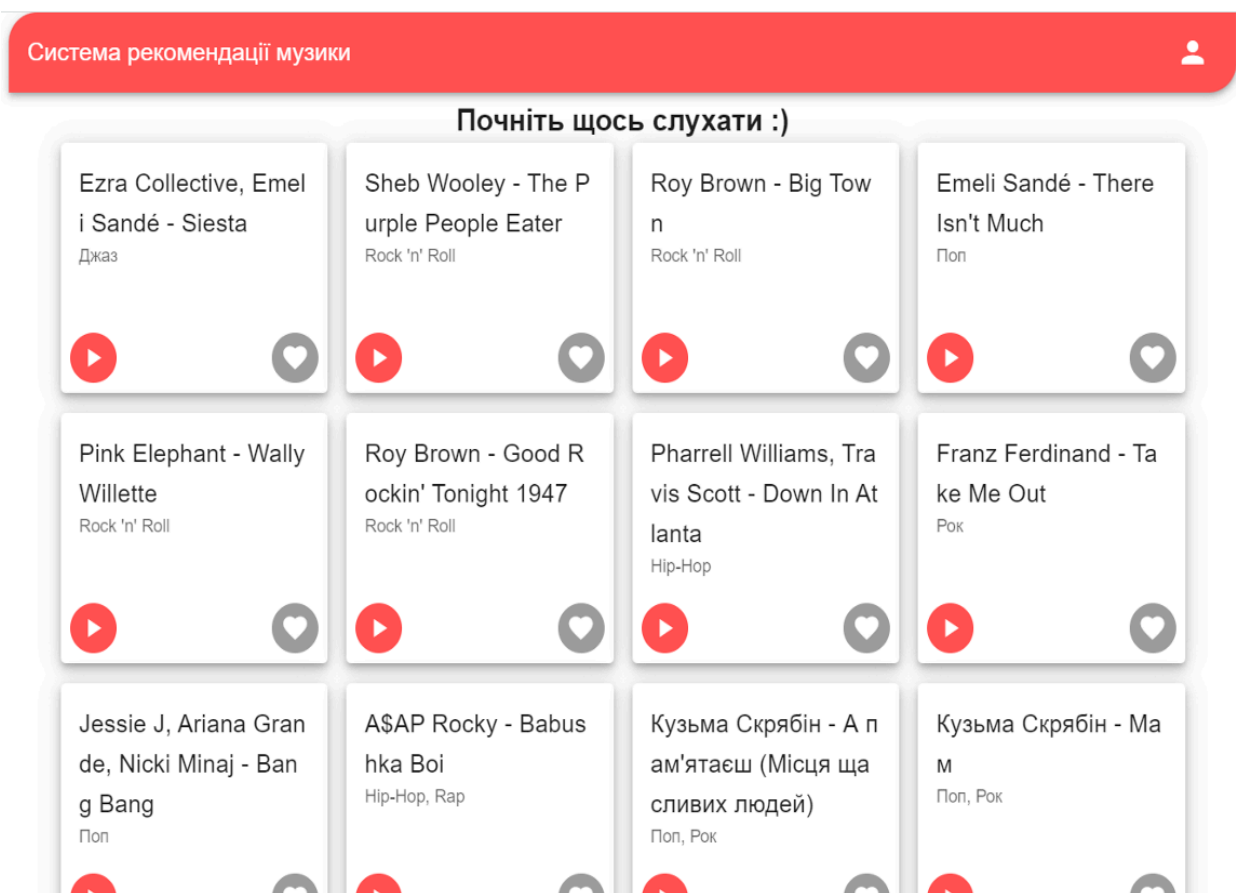 Система рекомендації музики
Почніть щось слухати :)
Ezra Collective, Emel
i Sandé - Siesta
Джаз
Sheb Wooley - The P
urple People Eater
Rock 'n' Roll
Roy Brown - Big Tow
n
Rock 'n' Roll
Emeli Sandé - There
Isn't Much
Поп
Pink Elephant - Wally
Willette
Rock 'n' Roll
Roy Brown - Good R
ockin' Tonight 1947
Rock 'n' Roll
Pharrell Williams, Tra
vis Scott - Down In At
lanta
Hip-Hop
Franz Ferdinand - Ta
ke Me Out
Рок
Jessie J, Ariana Gran
de, Nicki Minaj - Ban
g Bang
Поп
A$AP Rocky - Babus
hka Boi
Hip-Hop, Rap
Кузьма Скрябін - А п
ам'ятаєш (Місця ща
сливих людей)
Поп, Рок
Кузьма Скрябін - Ма
м
Поп, Рок